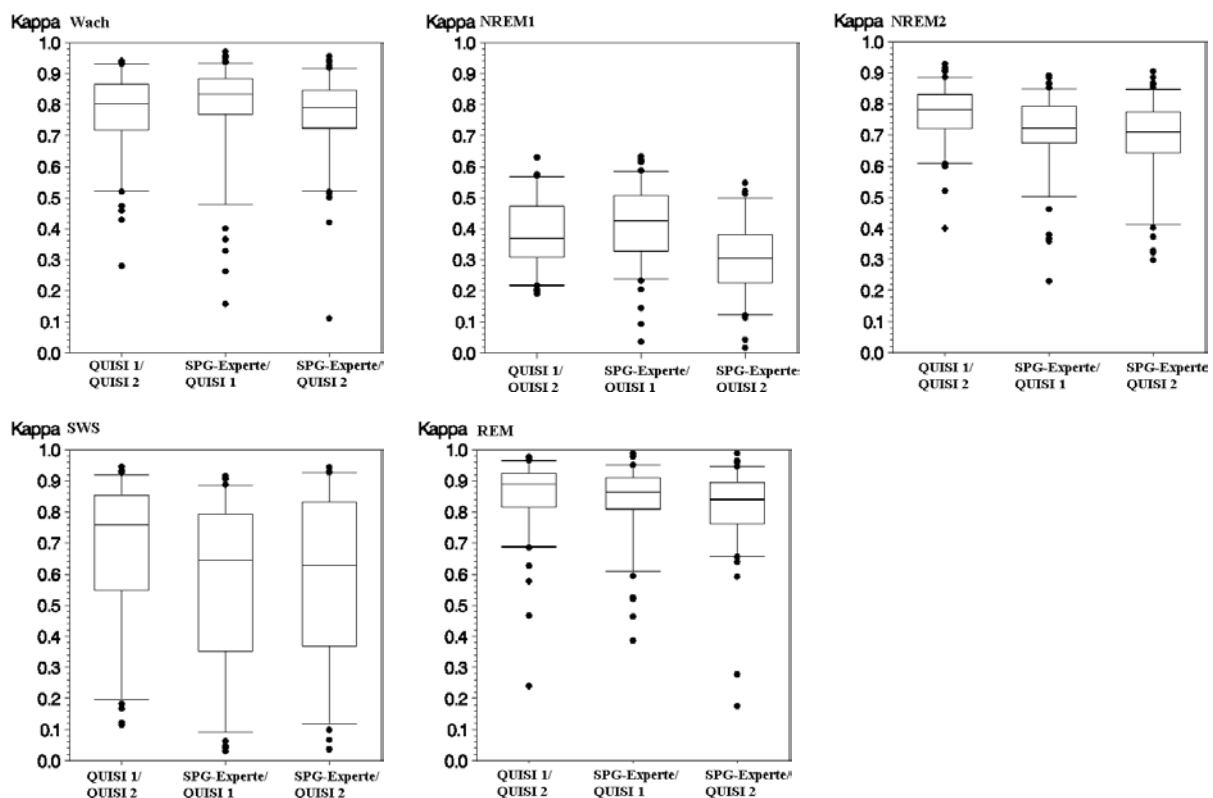 Kappa Wach
1.0
0.9
0.8
0.7
0.6
0.5
0.4
0.3
0.2
0.1
0.0
QUISI 1/
QUISI 2
SPG-Experte/
QUISI 1
SPG-Experte/
QUISI 2
Kappa NREM1
1.0
0.9
0.8
0.7
0.6
0.5
0.4
0.3
0.2
0.1
0.0
QUISI 1/
QUISI 2
SPG-Experte/
QUISI 1
SPG-Experte
QUISI 2
Kappa NREM2
1.0
0.9
0.8
0.7
0.6
0.5
0.4
0.3
0.2
0.1
0.0
QUISI 1/
QUISI 2
SPG-Experte/
QUISI 1
SPG-Experte
QUISI 2
Kappa SWS
1.0
0.9
0.8
0.7
0.6
0.5
0.4
0.3
0.2
0.1
0.0
QUISI 1/
QUISI 2
SPG-Experte/
QUISI 1
SPG-Experte/
QUISI 2
Kappa REM
1.0
0.9
0.8
0.7
0.6
0.5
0.4
0.3
0.2
0.1
0.0
QUISI 1/
QUISI 2
SPG-Experte/
QUISI 1
SPG-Experte/
QUISI 2